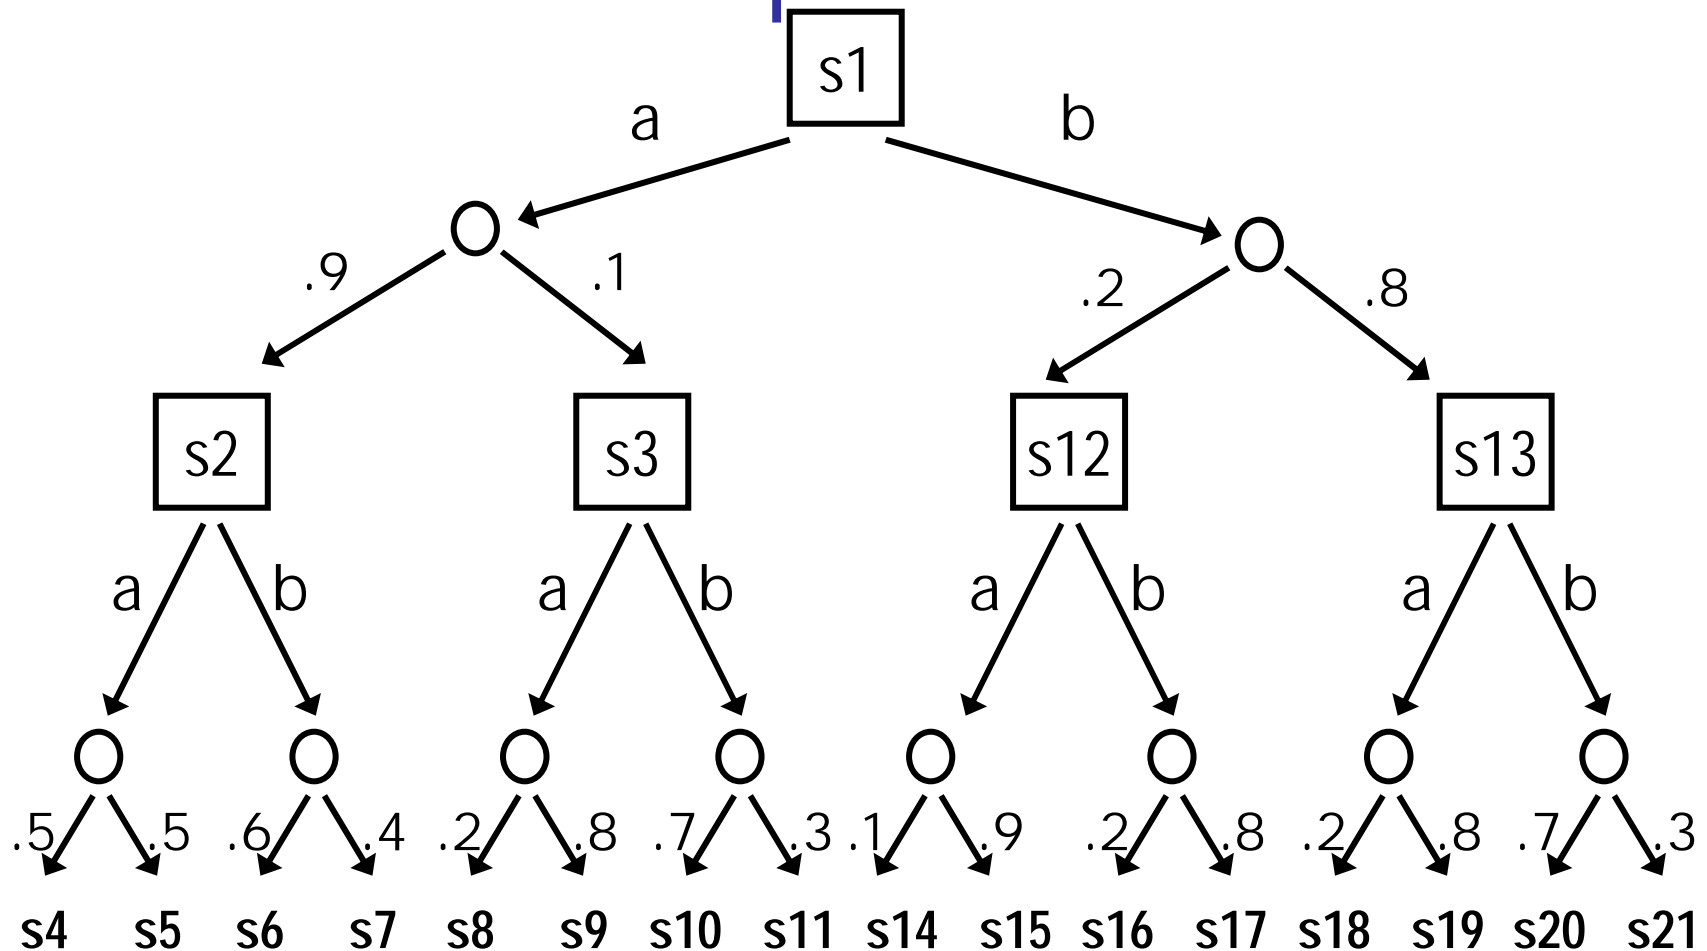 s1
a b
.9 .1 .2 .8
s2 s3 s12 s13
a b a b a b a b
.5 .5 .6 .4 .2 .8 .7 .3 .1 .9 .2 .8 .2 .8 .7 .3
s4 s5 s6 s7 s8 s9 s10 s11 s14 s15 s16 s17 s18 s19 s20 s21